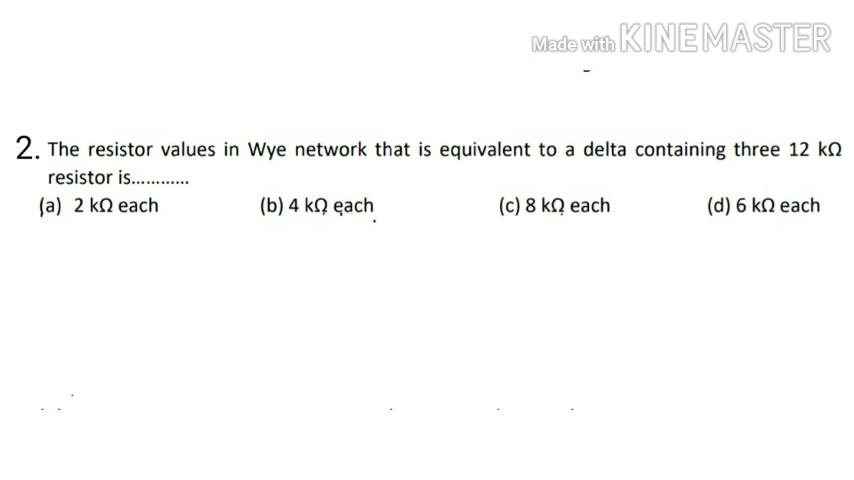 Made with KINEMASTER
2. The resistor values in Wye network that is equivalent to a delta containing three 12 kΩ
resistor is............
(a) 2 kΩ each (b) 4 kΩ each (c) 8 kΩ each (d) 6 kΩ each